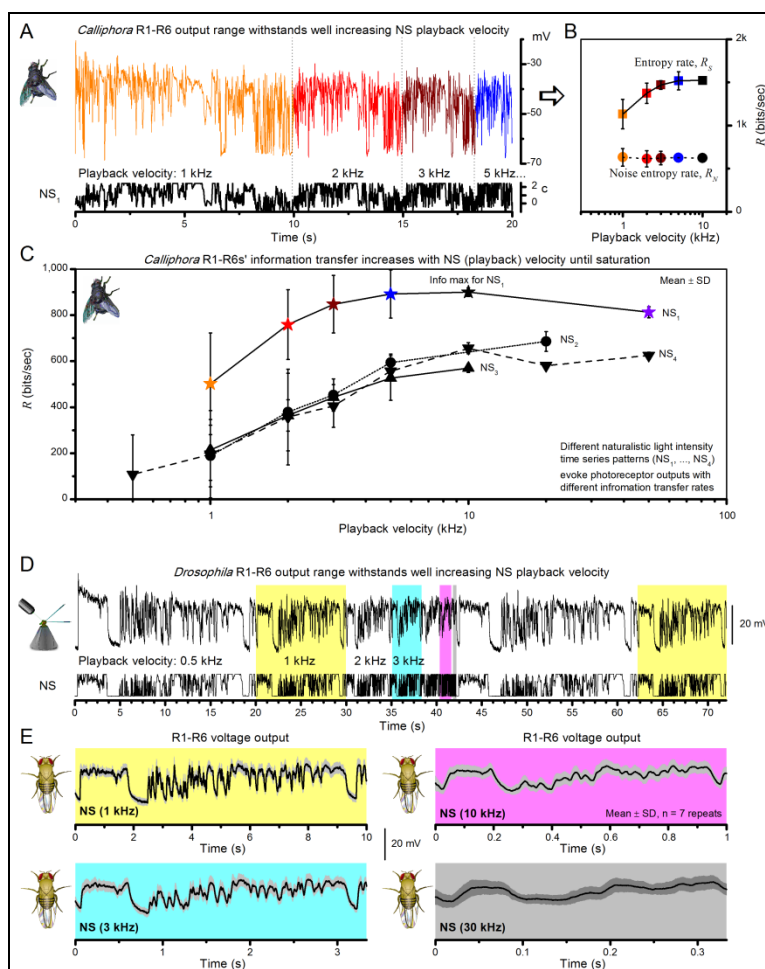 A
Calliphora R1-R6 output range withstands well increasing NS playback velocity
mV
-30
-50
-70
Playback velocity: 1 kHz
2 kHz
3 kHz
5 kHz...
NS1
2 c
0
0
5
10
15
20
Time (s)
B
2k
Entropy rate, RS
1k
R (bits/sec)
Noise entropy rate, RN
0
1
10
Playback velocity (kHz)
C
Calliphora R1-R6s' information transfer increases with NS (playback) velocity until saturation
1,000
800
600
400
200
0
R (bits/sec)
Info max for NS1
Mean ± SD
NS1
NS2
NS4
NS3
Different naturalistic light intensity
time series patterns (NS1, ..., NS4)
evoke photoreceptor outputs with
different infromation transfer rates
1
10
100
Playback velocity (kHz)
D
Drosophila R1-R6 output range withstands well increasing NS playback velocity
20 mV
Playback velocity: 0.5 kHz
1 kHz
2 kHz
3 kHz
NS
0 5 10 15 20 25 30 35 40 45 50 55 60 65 70
Time (s)
E
R1-R6 voltage output
NS (1 kHz)
0 2 4 6 8 10
Time (s)
R1-R6 voltage output
NS (10 kHz)
Mean ± SD, n = 7 repeats
0 0.2 0.4 0.6 0.8 1
Time (s)
20 mV
NS (3 kHz)
0 1 2 3
Time (s)
NS (30 kHz)
0 0.1 0.2 0.3
Time (s)